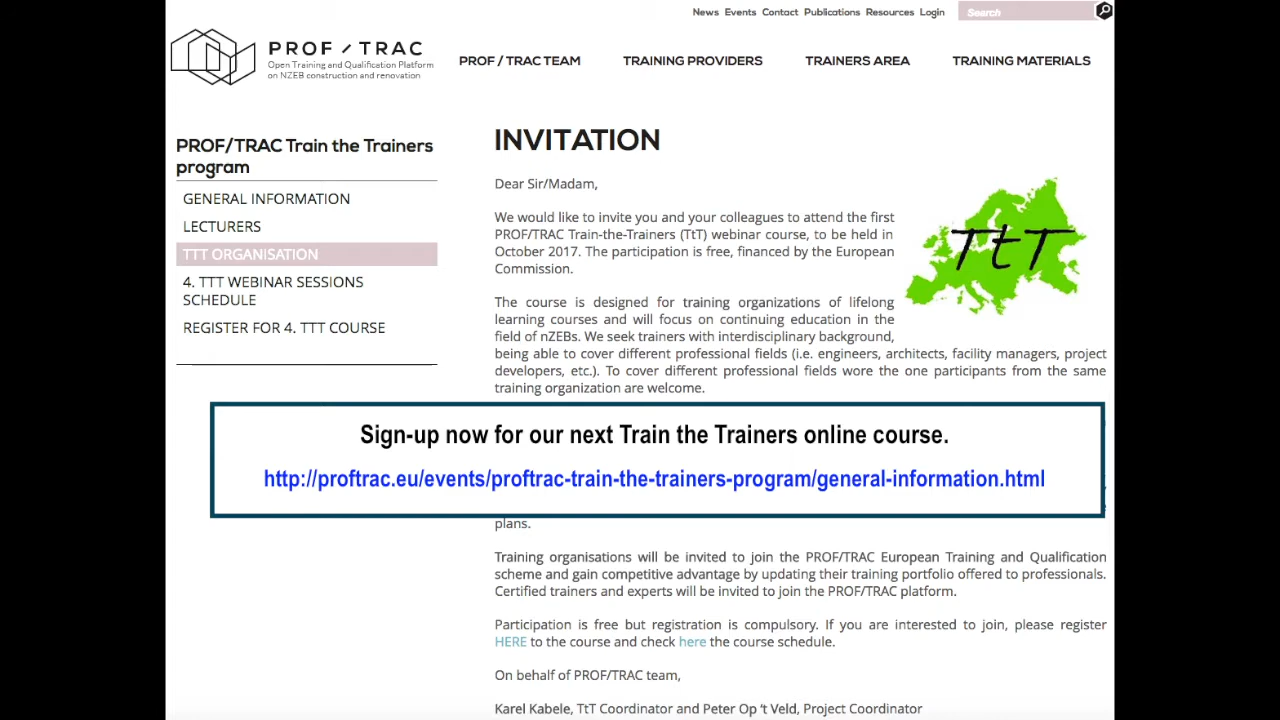 News Events Contact Publications Resources Login Search
PROF / TRAC
Open Training and Qualification Platform
on NZEB construction and renovation
PROF / TRAC TEAM TRAINING PROVIDERS TRAINERS AREA TRAINING MATERIALS
PROF/TRAC Train the Trainers
program
GENERAL INFORMATION
LECTURERS
TTT ORGANISATION
4. TTT WEBINAR SESSIONS
SCHEDULE
REGISTER FOR 4. TTT COURSE
INVITATION
Dear Sir/Madam,
We would like to invite you and your colleagues to attend the first
PROF/TRAC Train-the-Trainers (TtT) webinar course, to be held in
October 2017. The participation is free, financed by the European
Commission.
TtT
The course is designed for training organizations of lifelong
learning courses and will focus on continuing education in the
field of nZEBs. We seek trainers with interdisciplinary background,
being able to cover different professional fields (i.e. engineers, architects, facility managers, project
developers, etc.). To cover different professional fields wore the one participants from the same
training organization are welcome.
Sign-up now for our next Train the Trainers online course.
http://proftrac.eu/events/proftrac-train-the-trainers-program/general-information.html
plans.
Training organisations will be invited to join the PROF/TRAC European Training and Qualification
scheme and gain competitive advantage by updating their training portfolio offered to professionals.
Certified trainers and experts will be invited to join the PROF/TRAC platform.
Participation is free but registration is compulsory. If you are interested to join, please register
HERE to the course and check here the course schedule.
On behalf of PROF/TRAC team,
Karel Kabele, TtT Coordinator and Peter Op 't Veld, Project Coordinator